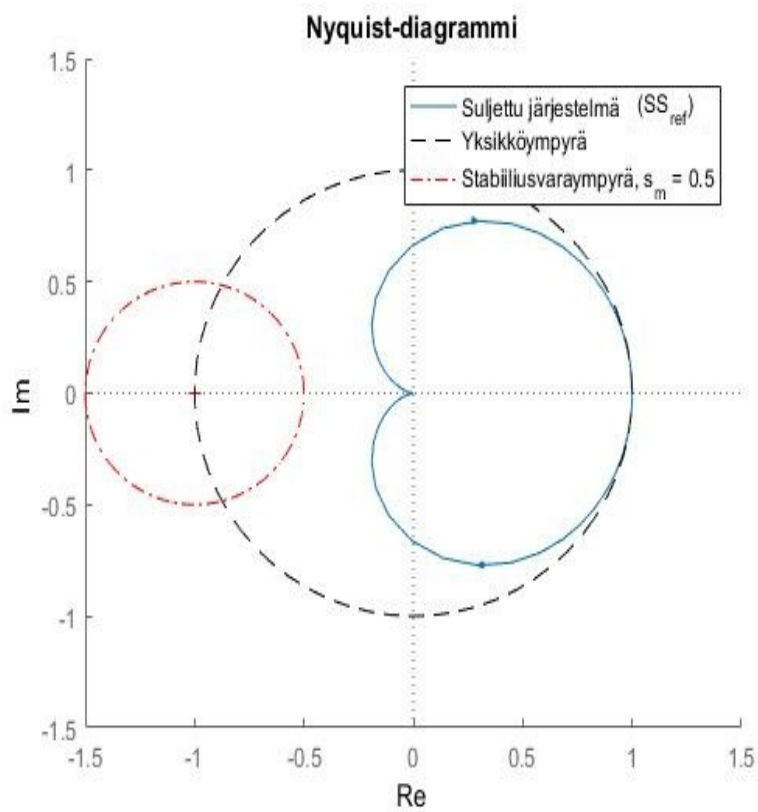 Nyquist-diagrammi
1.5
Suljettu järjestelmä (SS_ref)
Yksikköympyrä
Stabiiliusvaraympyrä, s_m = 0.5
1
0.5
0
-0.5
-1
-1.5
Im
-1.5 -1 -0.5 0 0.5 1 1.5
Re